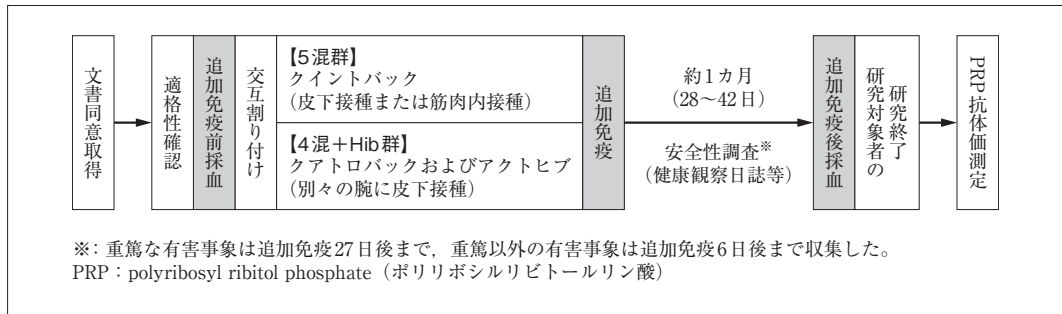 文書同意取得
適格性確認
追加免疫前採血
交互割り付け
【5混群】
クイントバック
(皮下接種または筋肉内接種)
【4混+Hib群】
クアトロバックおよびアクトヒブ
(別々の腕に皮下接種)
追加免疫
約1カ月
(28〜42日)
安全性調査※
(健康観察日誌等)
追加免疫後採血
研究対象者の
研究終了
PRP抗体価測定
※:重篤な有害事象は追加免疫27日後まで,重篤以外の有害事象は追加免疫6日後まで収集した。
PRP:polyribosyl ribitol phosphate(ポリリボシルリビトールリン酸)